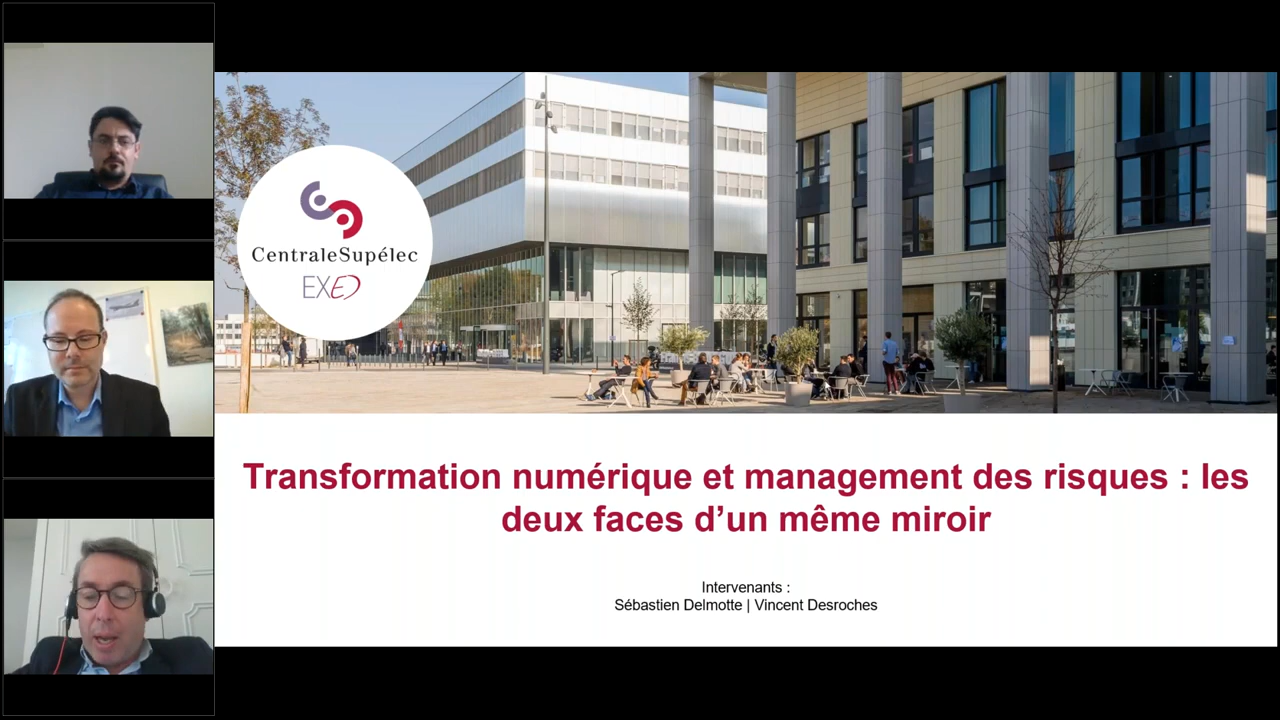 CentraleSupélec
EXED
Transformation numérique et management des risques : les
deux faces d’un même miroir
Intervenants :
Sébastien Delmotte | Vincent Desroches